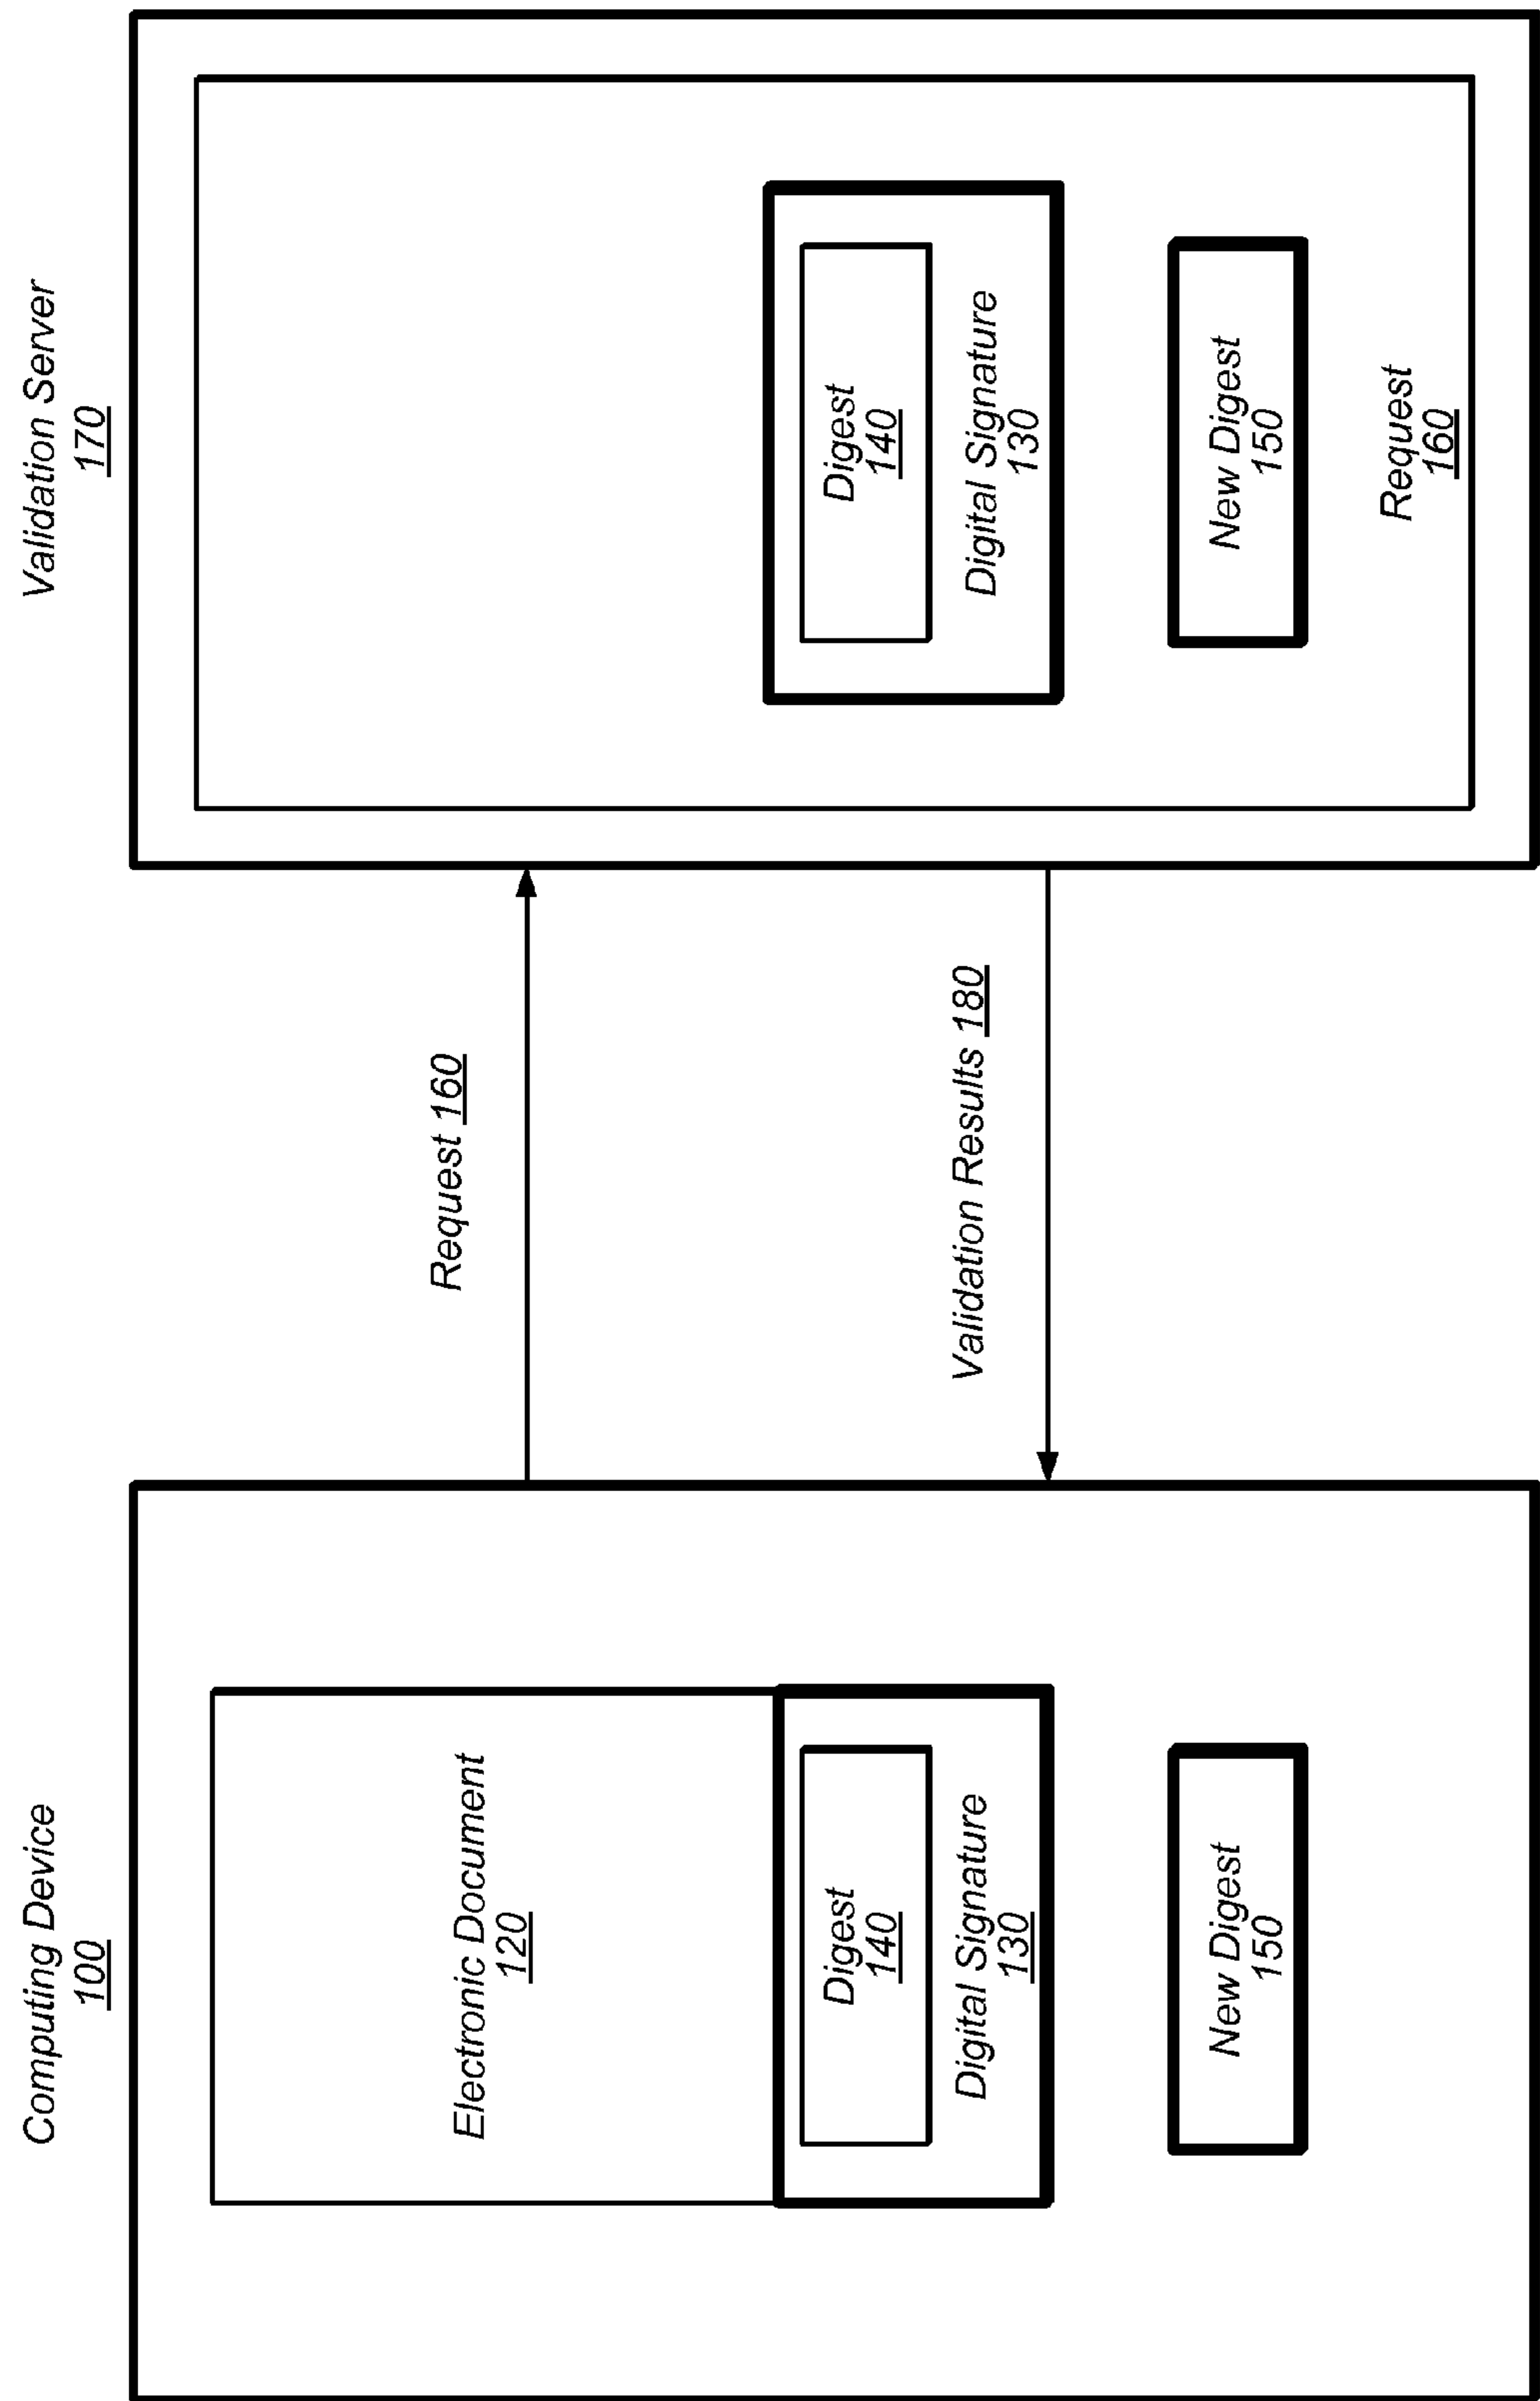 Computing Device
100
Electronic Document
120
Digest
140
Digital Signature
130
New Digest
150
Request 160
Validation Results 180
Validation Server
170
Digest
140
Digital Signature
130
New Digest
150
Request
160